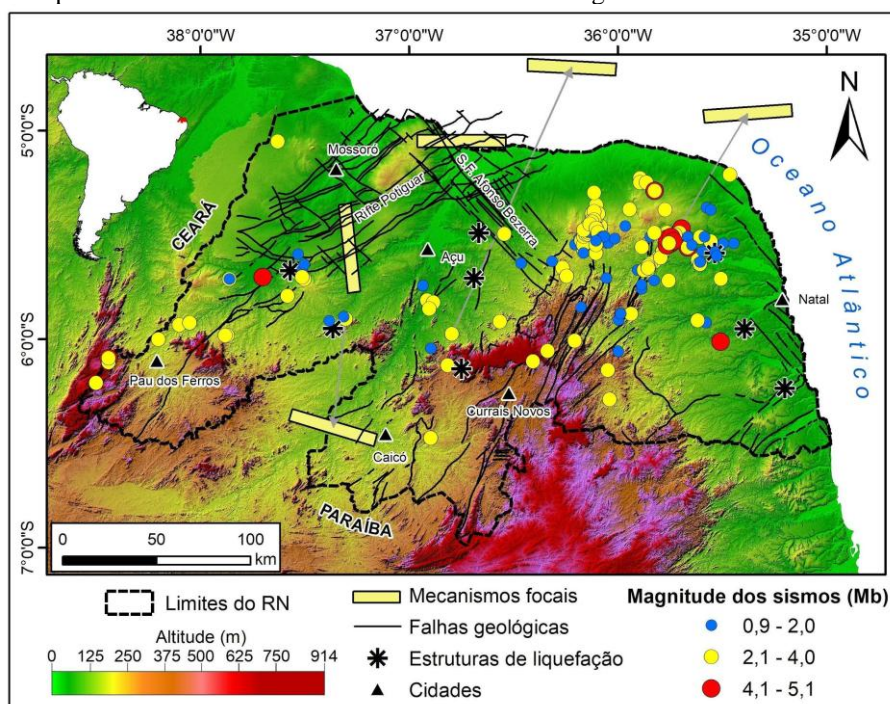 38°0'0"W
37°0'0"W
36°0'0"W
35°0'0"W
5°0'0"S
6°0'0"S
7°0'0"S
N
Mossoró
Rifte Potiguar
S.F. Afonso Bezerra
CEARÁ
Açu
Oceano Atlântico
Natal
Pau dos Ferros
Currais Novos
Caicó
PARAÍBA
0 50 100
km
Limites do RN
Altitude (m)
0 125 250 375 500 625 750 914
Mecanismos focais
Falhas geológicas
Estruturas de liquefação
Cidades
Magnitude dos sismos (Mb)
0,9 - 2,0
2,1 - 4,0
4,1 - 5,1